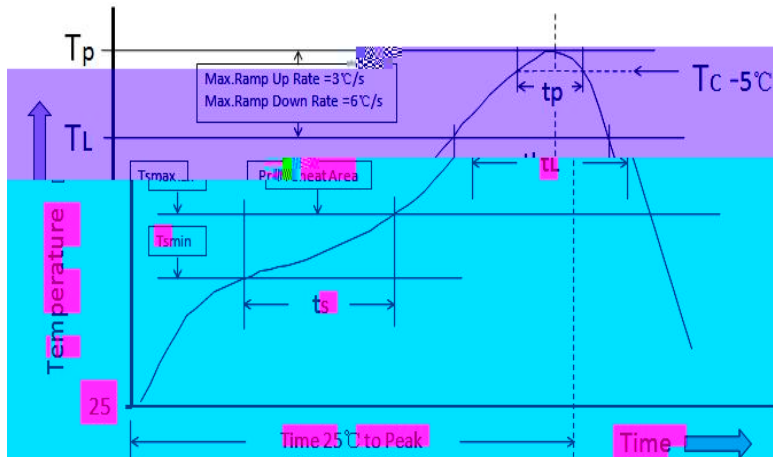 Tp
Max.Ramp Up Rate =3℃/s
Max.Ramp Down Rate =6℃/s
tp
TC -5℃
TL
Tsmax
Area
tL
Tsmin
ts
Temperature
25
Time 25℃ to Peak
Time